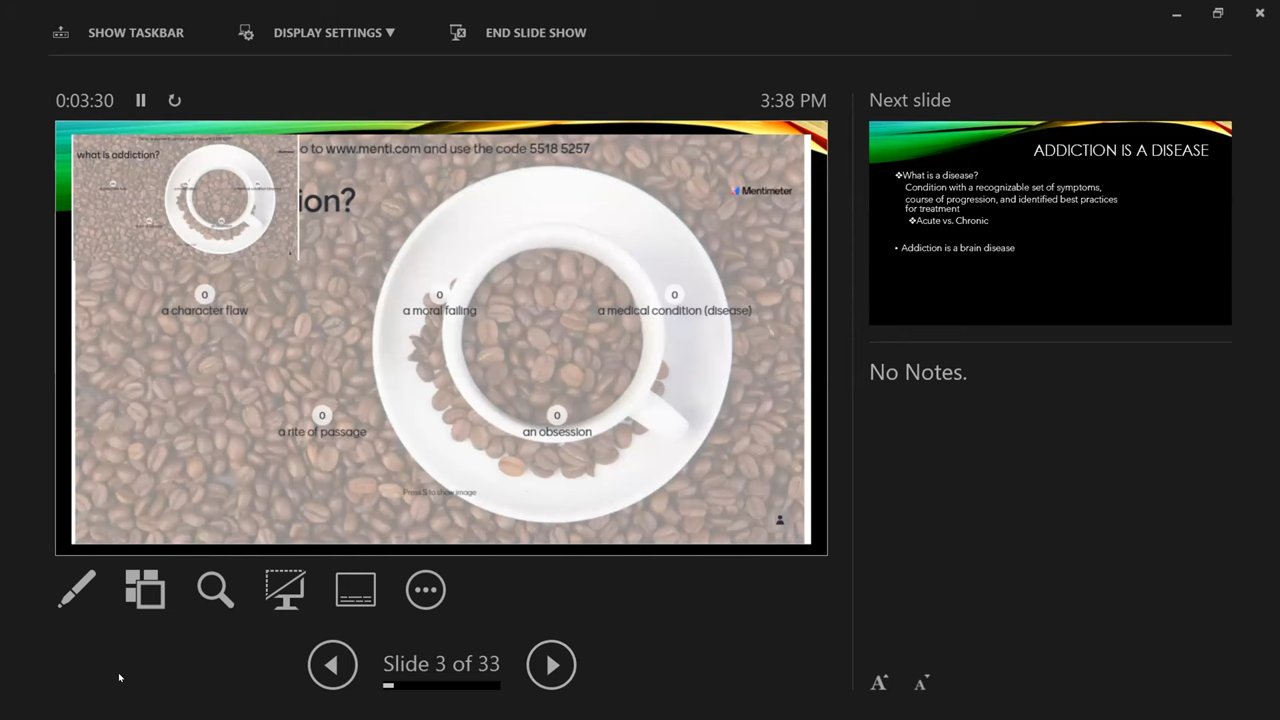 SHOW TASKBAR
DISPLAY SETTINGS ▼
END SLIDE SHOW
0:03:30
3:38 PM
Next slide
o to www.menti.com and use the code 5518 5257
what is addiction?
ion?
Mentimeter
0
a character flaw
0
a moral failing
0
a medical condition (disease)
0
a rite of passage
0
an obsession
Press S to show image
ADDICTION IS A DISEASE
❖What is a disease?
Condition with a recognizable set of symptoms,
course of progression, and identified best practices
for treatment
❖Acute vs. Chronic
• Addiction is a brain disease
No Notes.
Slide 3 of 33
A A